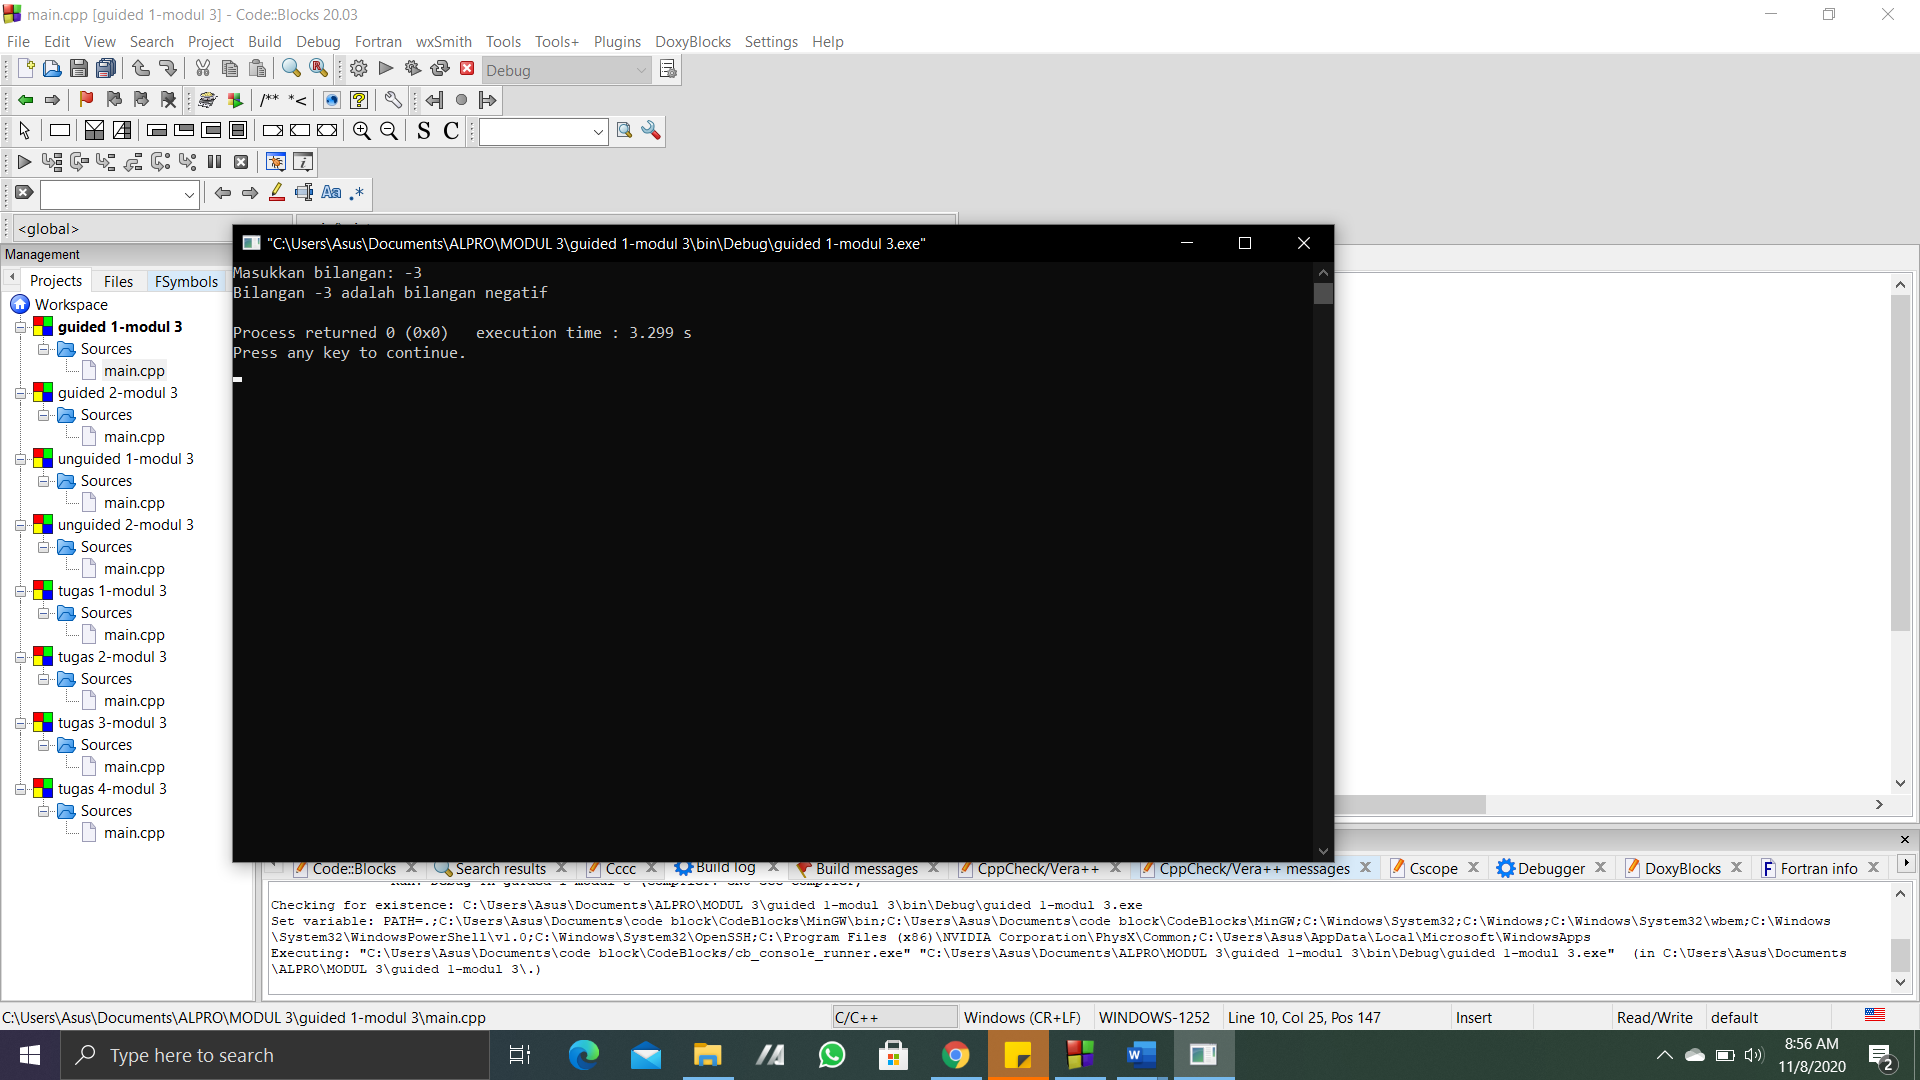 main.cpp [guided 1-modul 3] - Code::Blocks 20.03
File Edit View Search Project Build Debug Fortran wxSmith Tools Tools+ Plugins DoxyBlocks Settings Help
Debug
/** *<
S C
Aa .*
<global>
Management
Projects Files FSymbols
Workspace
guided 1-modul 3
Sources
main.cpp
guided 2-modul 3
Sources
main.cpp
unguided 1-modul 3
Sources
main.cpp
unguided 2-modul 3
Sources
main.cpp
tugas 1-modul 3
Sources
main.cpp
tugas 2-modul 3
Sources
main.cpp
tugas 3-modul 3
Sources
main.cpp
tugas 4-modul 3
Sources
main.cpp
"C:\Users\Asus\Documents\ALPRO\MODUL 3\guided 1-modul 3\bin\Debug\guided 1-modul 3.exe"
Masukkan bilangan: -3
Bilangan -3 adalah bilangan negatif
Process returned 0 (0x0)   execution time : 3.299 s
Press any key to continue.
Code::Blocks Search results Cccc Build log Build messages CppCheck/Vera++ CppCheck/Vera++ messages Cscope Debugger DoxyBlocks Fortran info
Checking for existence: C:\Users\Asus\Documents\ALPRO\MODUL 3\guided 1-modul 3\bin\Debug\guided 1-modul 3.exe
Set variable: PATH=.;C:\Users\Asus\Documents\code block\CodeBlocks\MinGW\bin;C:\Users\Asus\Documents\code block\CodeBlocks\MinGW;C:\Windows\System32;C:\Windows;C:\Windows\System32\wbem;C:\Windows
\System32\WindowsPowerShell\v1.0;C:\Windows\System32\OpenSSH;C:\Program Files (x86)\NVIDIA Corporation\PhysX\Common;C:\Users\Asus\AppData\Local\Microsoft\WindowsApps
Executing: "C:\Users\Asus\Documents\code block\CodeBlocks/cb_console_runner.exe" "C:\Users\Asus\Documents\ALPRO\MODUL 3\guided 1-modul 3\bin\Debug\guided 1-modul 3.exe"  (in C:\Users\Asus\Documents
\ALPRO\MODUL 3\guided 1-modul 3\.)
C:\Users\Asus\Documents\ALPRO\MODUL 3\guided 1-modul 3\main.cpp C/C++ Windows (CR+LF) WINDOWS-1252 Line 10, Col 25, Pos 147 Insert Read/Write default
Type here to search
8:56 AM
11/8/2020
2